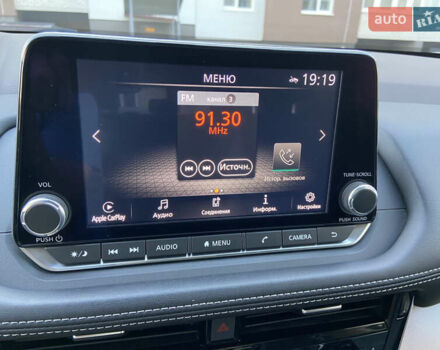 auto RIA
МЕНЮ
19:19
FM канал 3
91.30
MHz
Источн.
Истор. вызовов
VOL
TUNE·SCROLL
Apple CarPlay
Аудио
Соединения
Информ.
Настройки
PUSH
PUSH SOUND
AUDIO
MENU
CAMERA